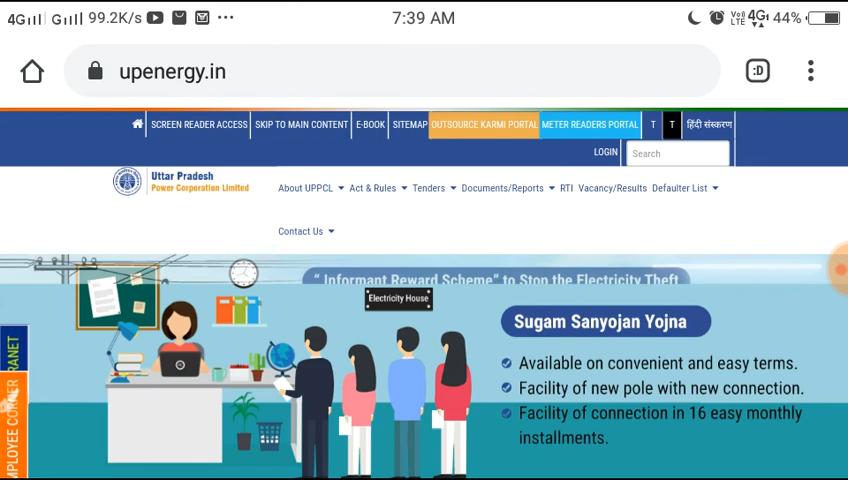 4G 4G 99.2K/s 7:39 AM VoLTE 4G 44%
upenergy.in :D
SCREEN READER ACCESS SKIP TO MAIN CONTENT E-BOOK SITEMAP OUTSOURCE KARMI PORTAL METER READERS PORTAL T T हिंदी संस्करण
LOGIN Search
Uttar Pradesh
Power Corporation Limited
About UPPCL Act & Rules Tenders Documents/Reports RTI Vacancy/Results Defaulter List
Contact Us
“ Informant Reward Scheme” to Stop the Electricity Theft
Electricity House
Sugam Sanyojan Yojna
Available on convenient and easy terms.
Facility of new pole with new connection.
Facility of connection in 16 easy monthly
installments.
CORNER